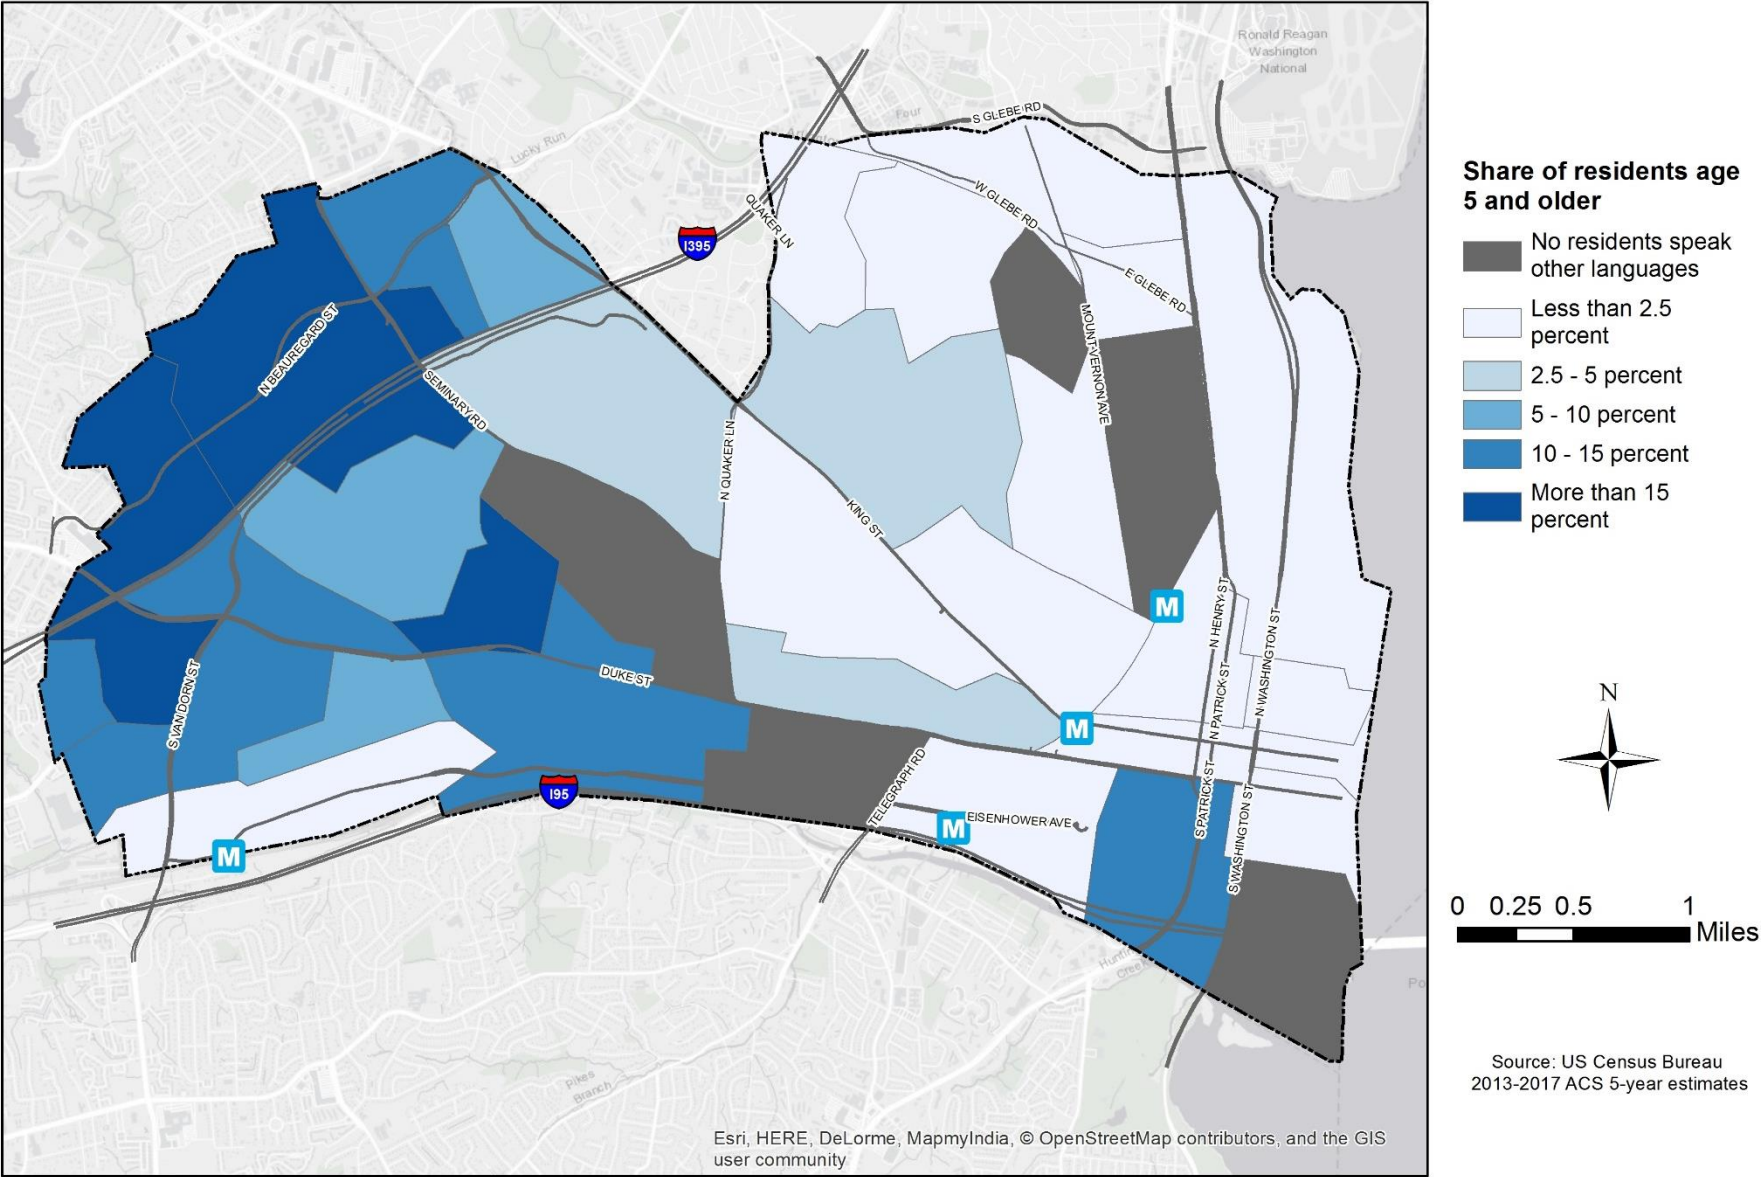 Ronald Reagan
Washington
National
Four
S GLEBE RD
Lucky Run
W GLEBE RD
QUAKER LN
I395
E GLEBE RD
MOUNT VERNON AVE
N BEAUREGARD ST
SEMINARY RD
N QUAKER LN
KING ST
M
N HENRY ST
N WASHINGTON ST
DUKE ST
N PATRICK ST
S VAN DORN ST
M
TELEGRAPH RD
I95
S PATRICK ST
S WASHINGTON ST
M
EISENHOWER AVE
M
Pikes
Branch
Creek
Po
Esri, HERE, DeLorme, MapmyIndia, © OpenStreetMap contributors, and the GIS
user community
Share of residents age
5 and older
No residents speak
other languages
Less than 2.5
percent
2.5 - 5 percent
5 - 10 percent
10 - 15 percent
More than 15
percent
N
0 0.25 0.5 1
Miles
Source: US Census Bureau
2013-2017 ACS 5-year estimates